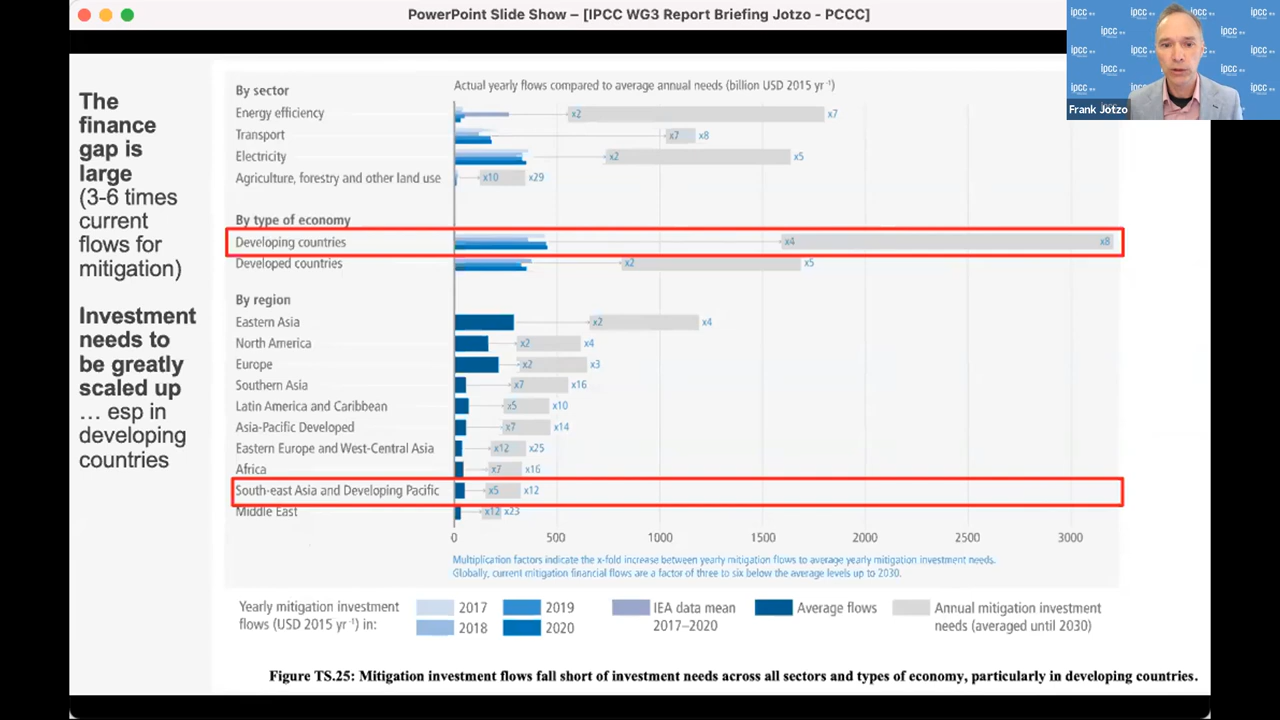 PowerPoint Slide Show – [IPCC WG3 Report Briefing Jotzo - PCCC]
ipcc
ipcc
ipcc
ipcc
ipcc
ipcc
ipcc
ipcc
Frank Jotzo
The
finance
gap is
large
(3-6 times
current
flows for
mitigation)
Investment
needs to
be greatly
scaled up
… esp in
developing
countries
Actual yearly flows compared to average annual needs (billion USD 2015 yr⁻¹)
By sector
Energy efficiency x2 x7
Transport x7 x8
Electricity x2 x5
Agriculture, forestry and other land use x10 x29
By type of economy
Developing countries x4 x8
Developed countries x2 x5
By region
Eastern Asia x2 x4
North America x2 x4
Europe x2 x3
Southern Asia x7 x16
Latin America and Caribbean x5 x10
Asia-Pacific Developed x7 x14
Eastern Europe and West-Central Asia x12 x25
Africa x7 x16
South-east Asia and Developing Pacific x5 x12
Middle East x12 x23
0 500 1000 1500 2000 2500 3000
Multiplication factors indicate the x-fold increase between yearly mitigation flows to average yearly mitigation investment needs.
Globally, current mitigation financial flows are a factor of three to six below the average levels up to 2030.
Yearly mitigation investment
flows (USD 2015 yr⁻¹) in:
2017
2018
2019
2020
IEA data mean
2017–2020
Average flows
Annual mitigation investment
needs (averaged until 2030)
Figure TS.25: Mitigation investment flows fall short of investment needs across all sectors and types of economy, particularly in developing countries.